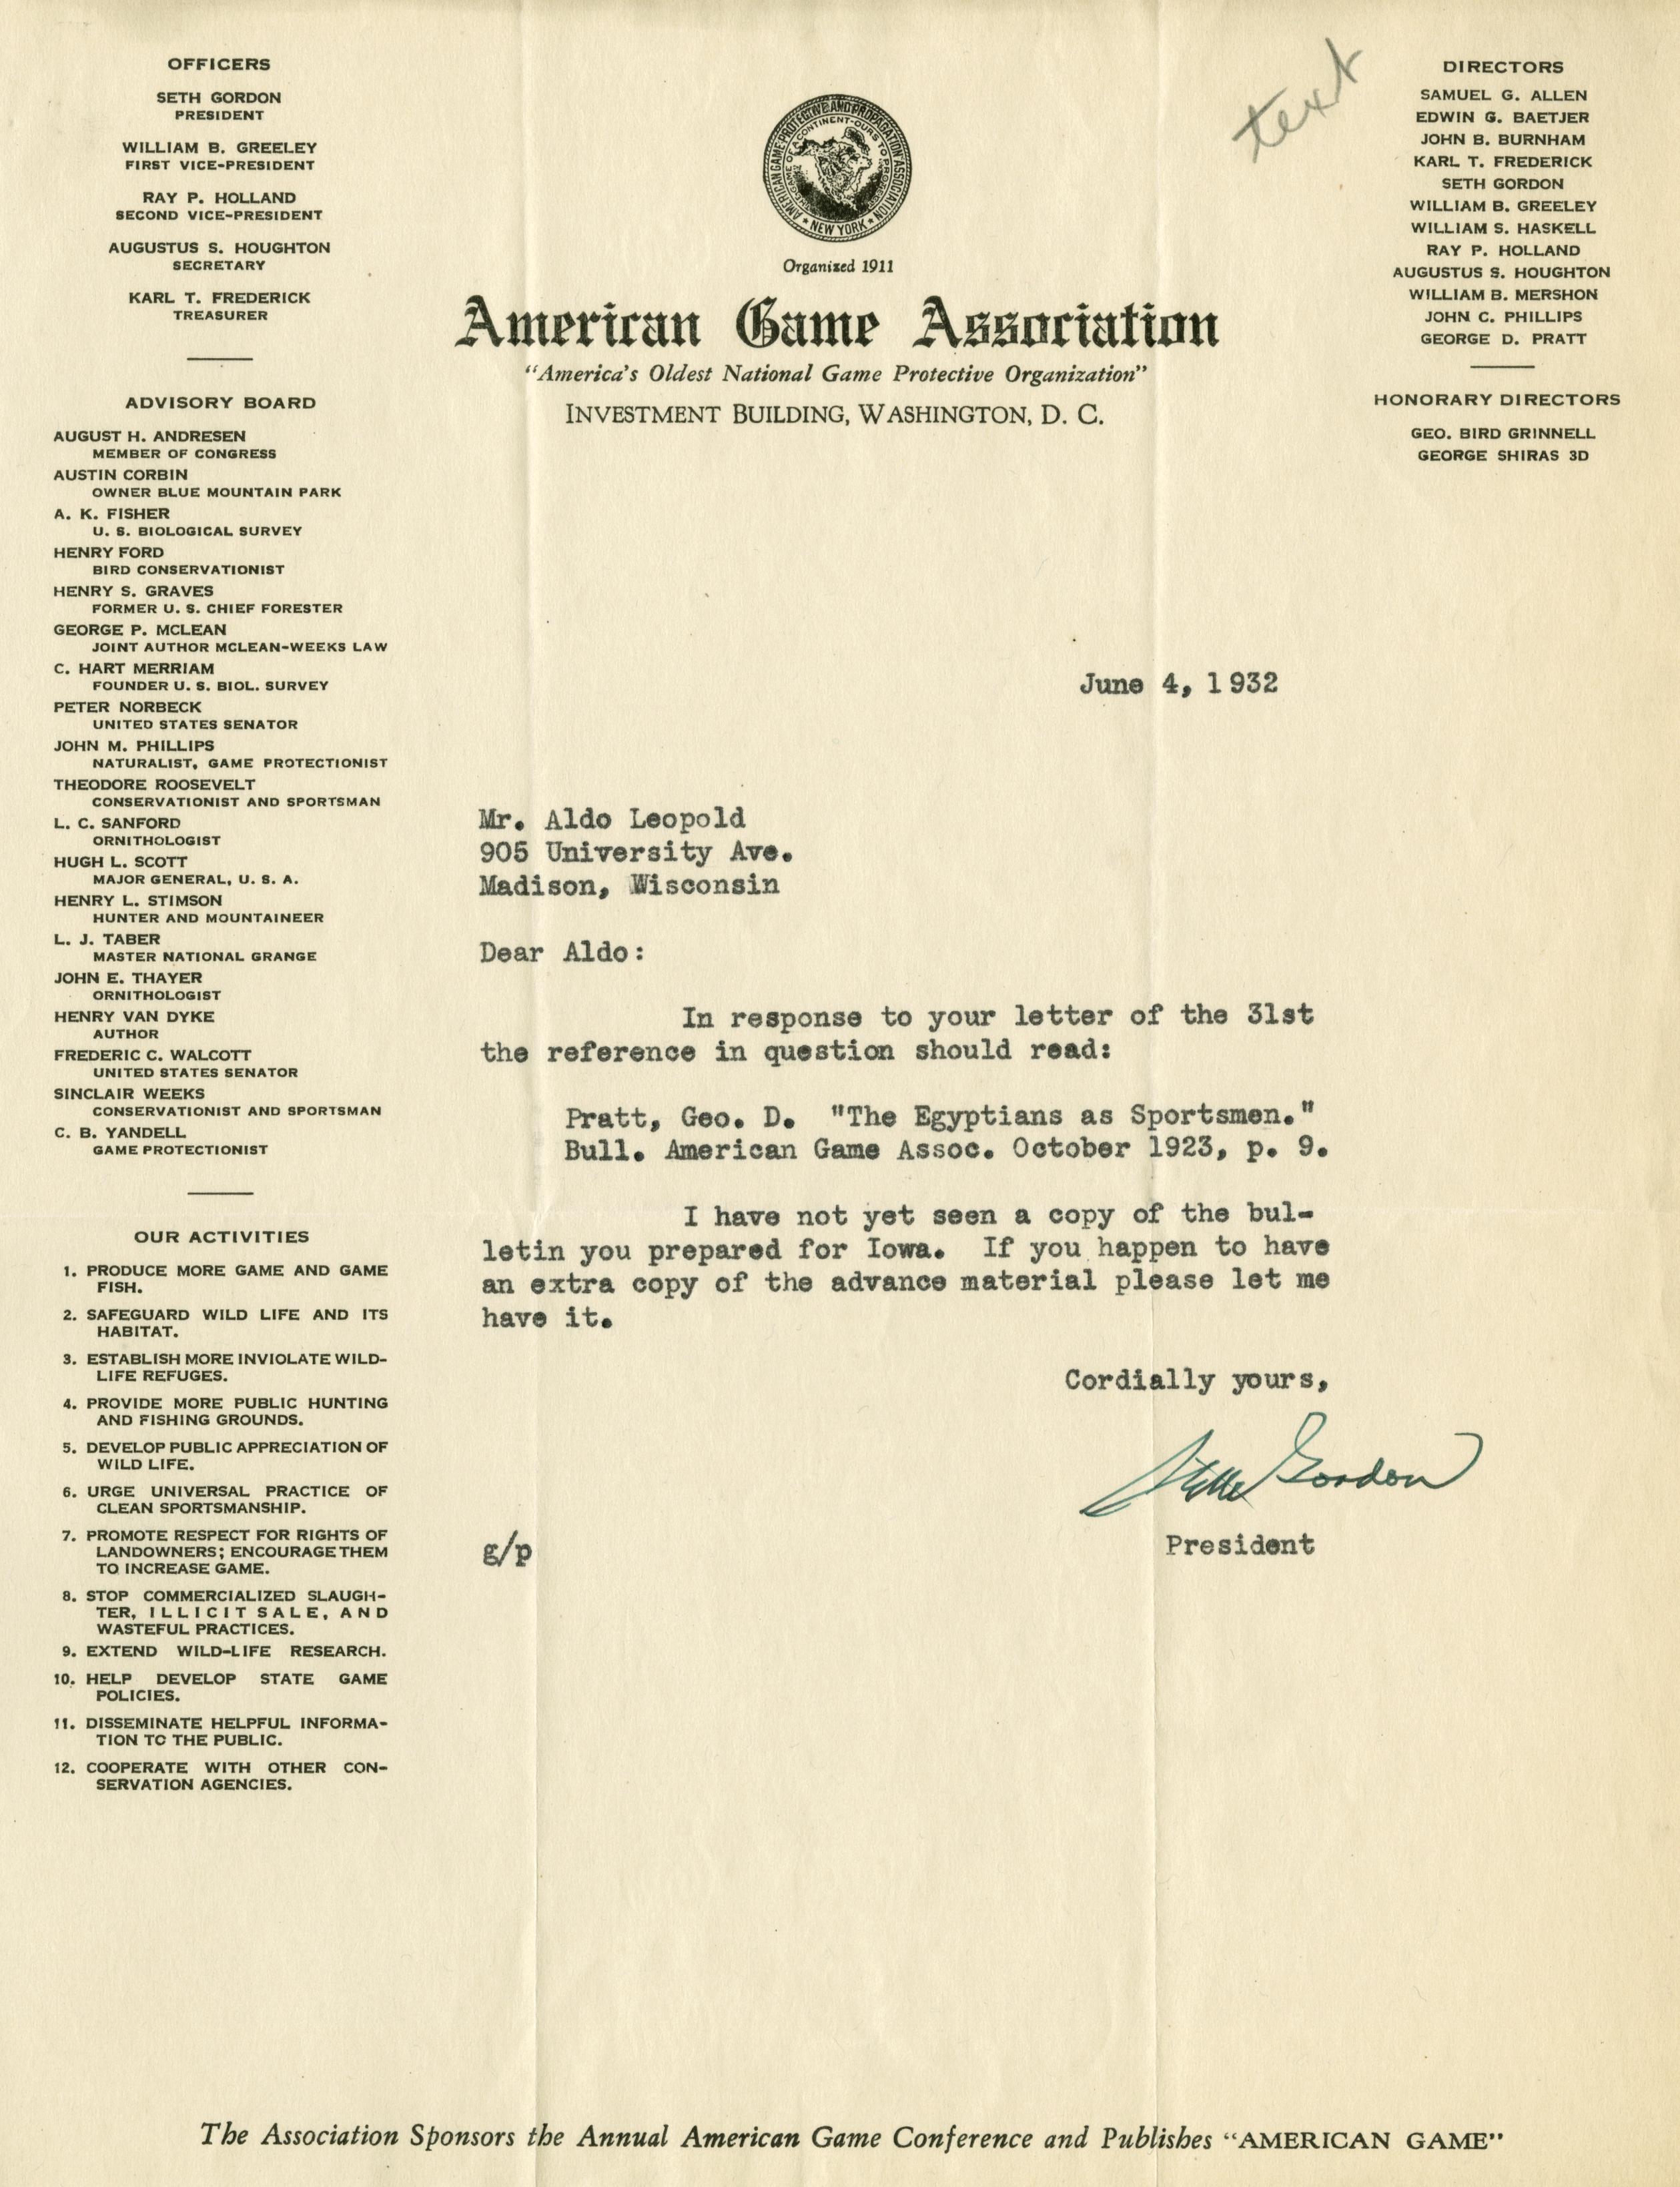 OFFICERS
SETH GORDON
PRESIDENT
WILLIAM B. GREELEY
FIRST VICE-PRESIDENT
RAY P. HOLLAND
SECOND VICE-PRESIDENT
AUGUSTUS S. HOUGHTON
SECRETARY
KARL T. FREDERICK
TREASURER
ADVISORY BOARD
AUGUST H. ANDRESEN
MEMBER OF CONGRESS
AUSTIN CORBIN
OWNER BLUE MOUNTAIN PARK
A. K. FISHER
U. S. BIOLOGICAL SURVEY
HENRY FORD
BIRD CONSERVATIONIST
HENRY S. GRAVES
FORMER U. S. CHIEF FORESTER
GEORGE P. MCLEAN
JOINT AUTHOR MCLEAN-WEEKS LAW
C. HART MERRIAM
FOUNDER U. S. BIOL. SURVEY
PETER NORBECK
UNITED STATES SENATOR
JOHN M. PHILLIPS
NATURALIST, GAME PROTECTIONIST
THEODORE ROOSEVELT
CONSERVATIONIST AND SPORTSMAN
L. C. SANFORD
ORNITHOLOGIST
HUGH L. SCOTT
MAJOR GENERAL, U. S. A.
HENRY L. STIMSON
HUNTER AND MOUNTAINEER
L. J. TABER
MASTER NATIONAL GRANGE
JOHN E. THAYER
ORNITHOLOGIST
HENRY VAN DYKE
AUTHOR
FREDERIC C. WALCOTT
UNITED STATES SENATOR
SINCLAIR WEEKS
CONSERVATIONIST AND SPORTSMAN
C. B. YANDELL
GAME PROTECTIONIST
OUR ACTIVITIES
1. PRODUCE MORE GAME AND GAME
FISH.
2. SAFEGUARD WILD LIFE AND ITS
HABITAT.
3. ESTABLISH MORE INVIOLATE WILD-
LIFE REFUGES.
4. PROVIDE MORE PUBLIC HUNTING
AND FISHING GROUNDS.
5. DEVELOP PUBLIC APPRECIATION OF
WILD LIFE.
6. URGE UNIVERSAL PRACTICE OF
CLEAN SPORTSMANSHIP.
7. PROMOTE RESPECT FOR RIGHTS OF
LANDOWNERS; ENCOURAGE THEM
TO INCREASE GAME.
8. STOP COMMERCIALIZED SLAUGH-
TER, ILLICIT SALE, AND
WASTEFUL PRACTICES.
9. EXTEND WILD-LIFE RESEARCH.
10. HELP DEVELOP STATE GAME
POLICIES.
11. DISSEMINATE HELPFUL INFORMA-
TION TO THE PUBLIC.
12. COOPERATE WITH OTHER CON-
SERVATION AGENCIES.
AMERICAN GAME PROTECTIVE AND PROPAGATION ASSOCIATION
NEW YORK
Organized 1911
American Game Association
"America's Oldest National Game Protective Organization"
INVESTMENT BUILDING, WASHINGTON, D. C.
text
DIRECTORS
SAMUEL G. ALLEN
EDWIN G. BAETJER
JOHN B. BURNHAM
KARL T. FREDERICK
SETH GORDON
WILLIAM B. GREELEY
WILLIAM S. HASKELL
RAY P. HOLLAND
AUGUSTUS S. HOUGHTON
WILLIAM B. MERSHON
JOHN C. PHILLIPS
GEORGE D. PRATT
HONORARY DIRECTORS
GEO. BIRD GRINNELL
GEORGE SHIRAS 3D
June 4, 1932
Mr. Aldo Leopold
905 University Ave.
Madison, Wisconsin
Dear Aldo:
In response to your letter of the 31st
the reference in question should read:
Pratt, Geo. D. "The Egyptians as Sportsmen."
Bull. American Game Assoc. October 1923, p. 9.
I have not yet seen a copy of the bul-
letin you prepared for Iowa. If you happen to have
an extra copy of the advance material please let me
have it.
Cordially yours,
Seth Gordon
President
g/p
The Association Sponsors the Annual American Game Conference and Publishes "AMERICAN GAME"